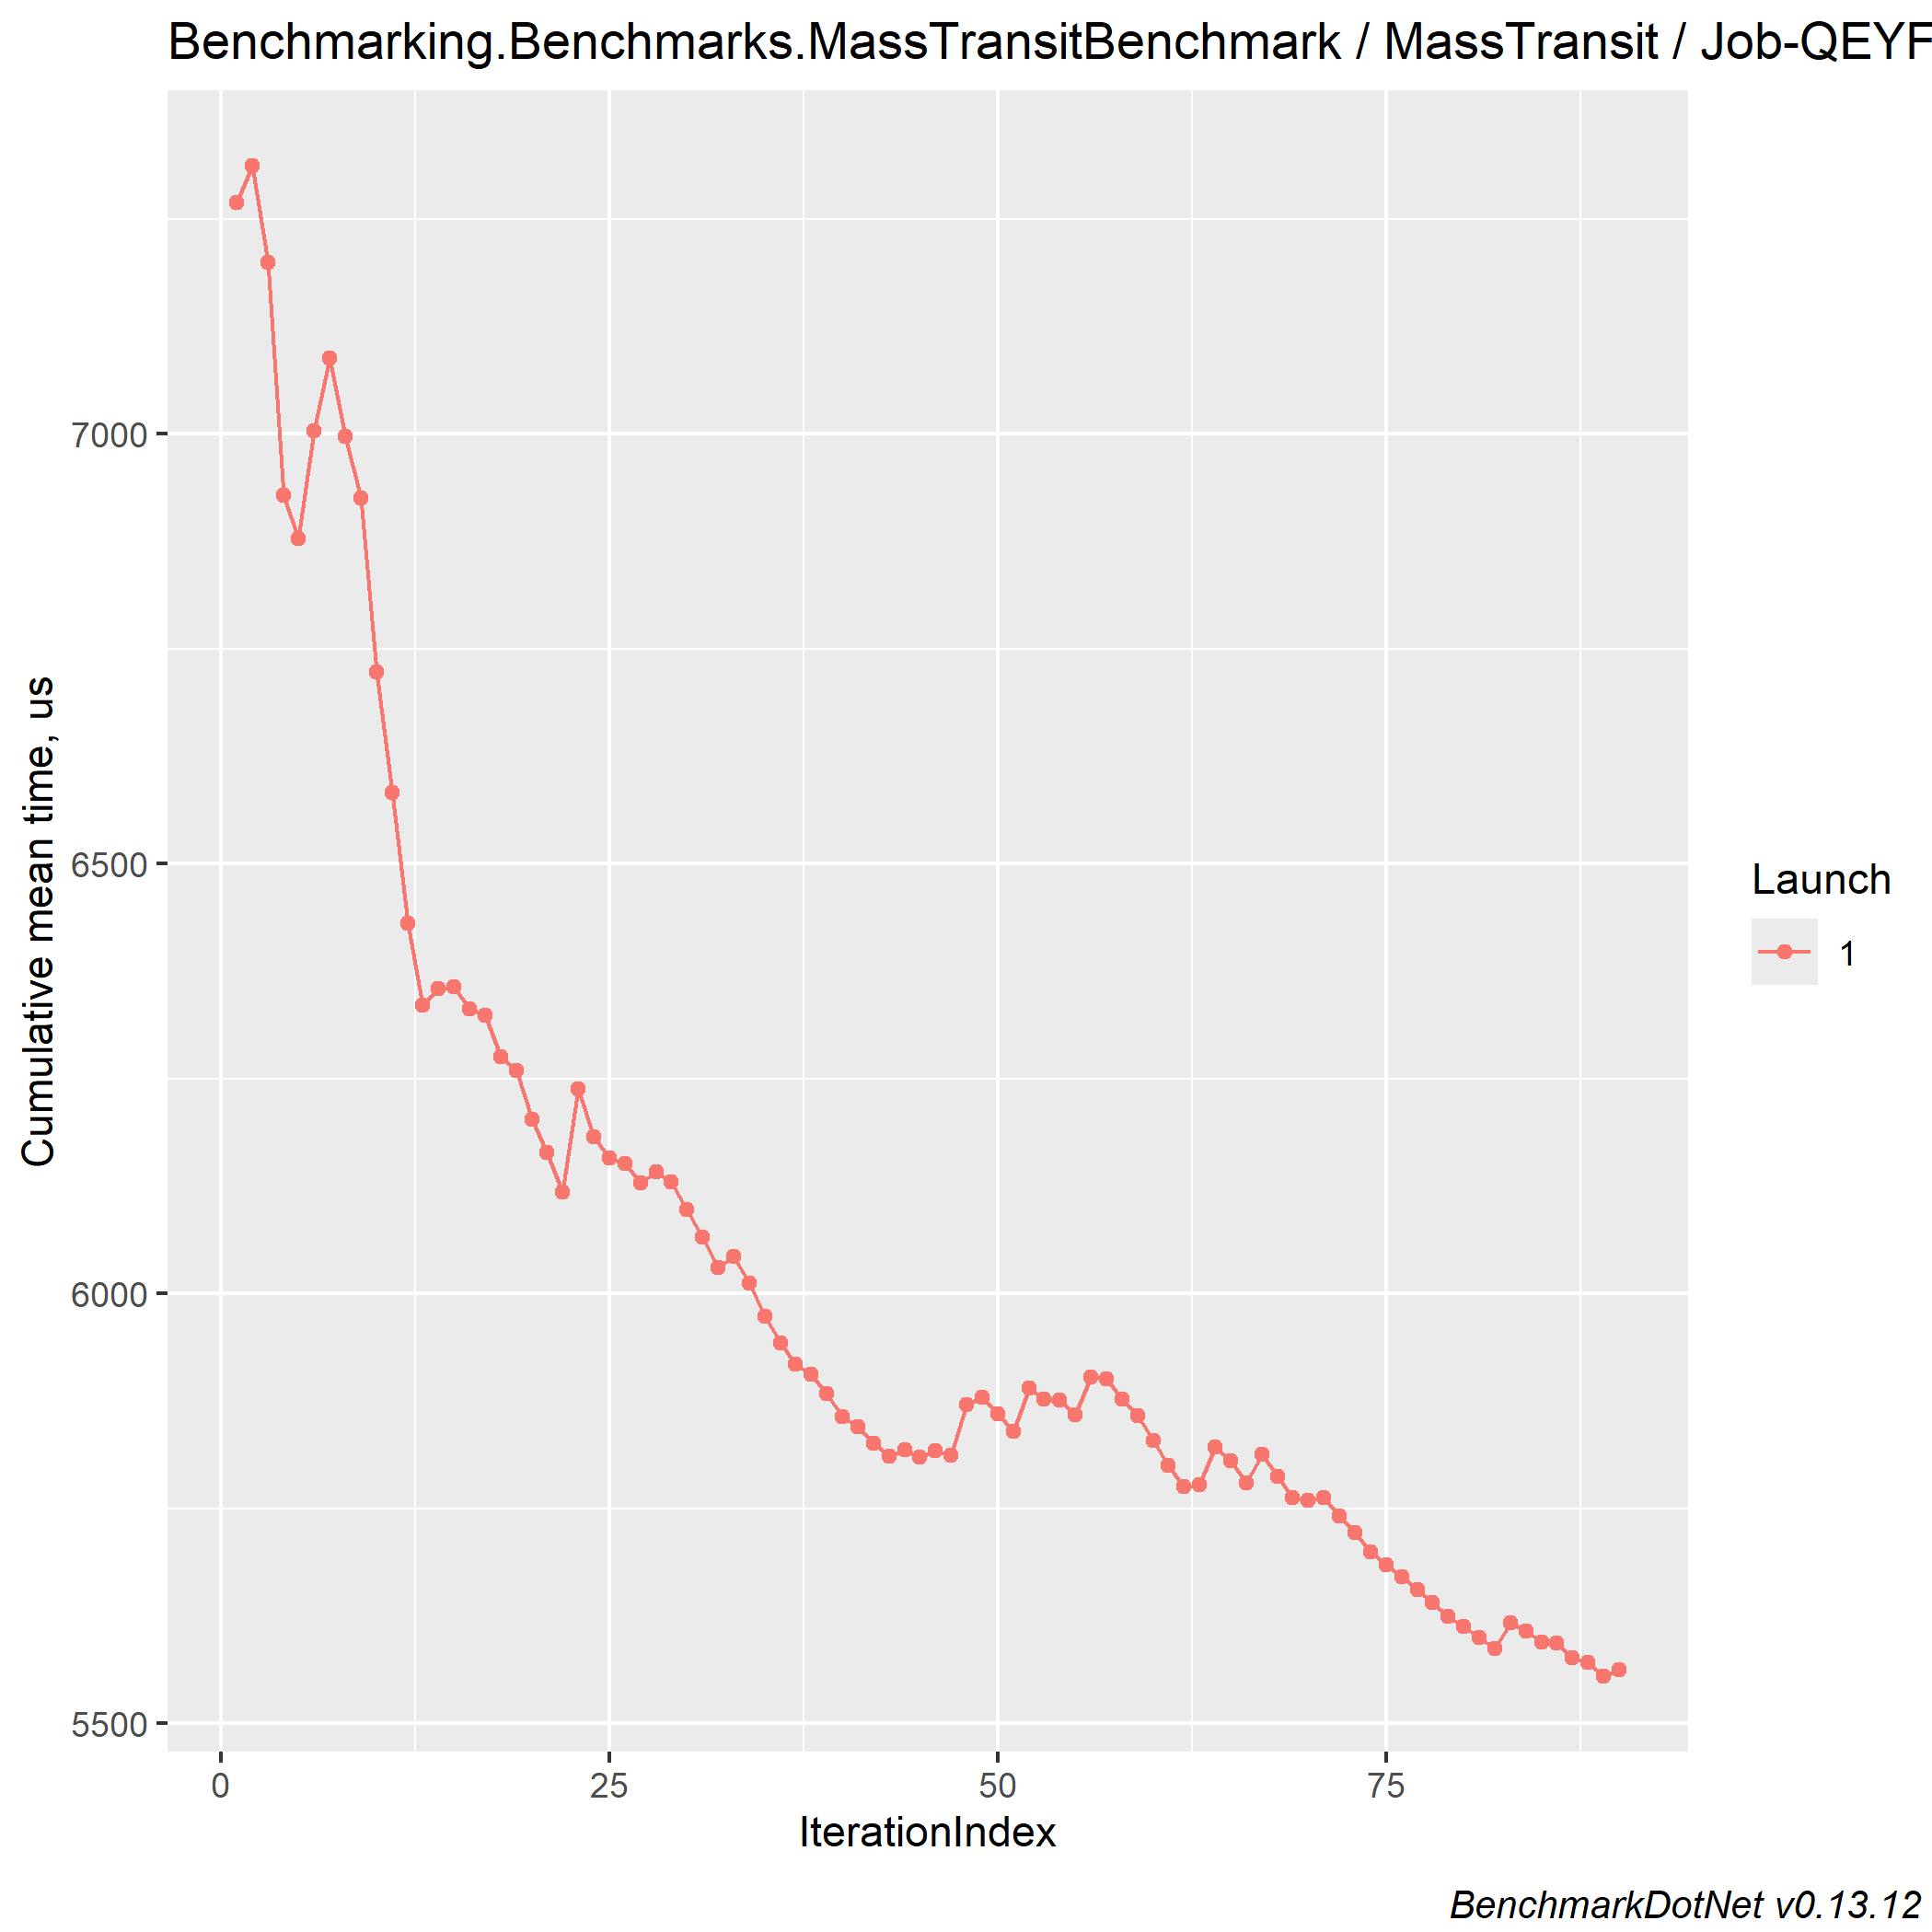 Benchmarking.Benchmarks.MassTransitBenchmark / MassTransit / Job-QEYF
Cumulative mean time, us
7000
6500
6000
5500
0 25 50 75
IterationIndex
Launch
1
BenchmarkDotNet v0.13.12